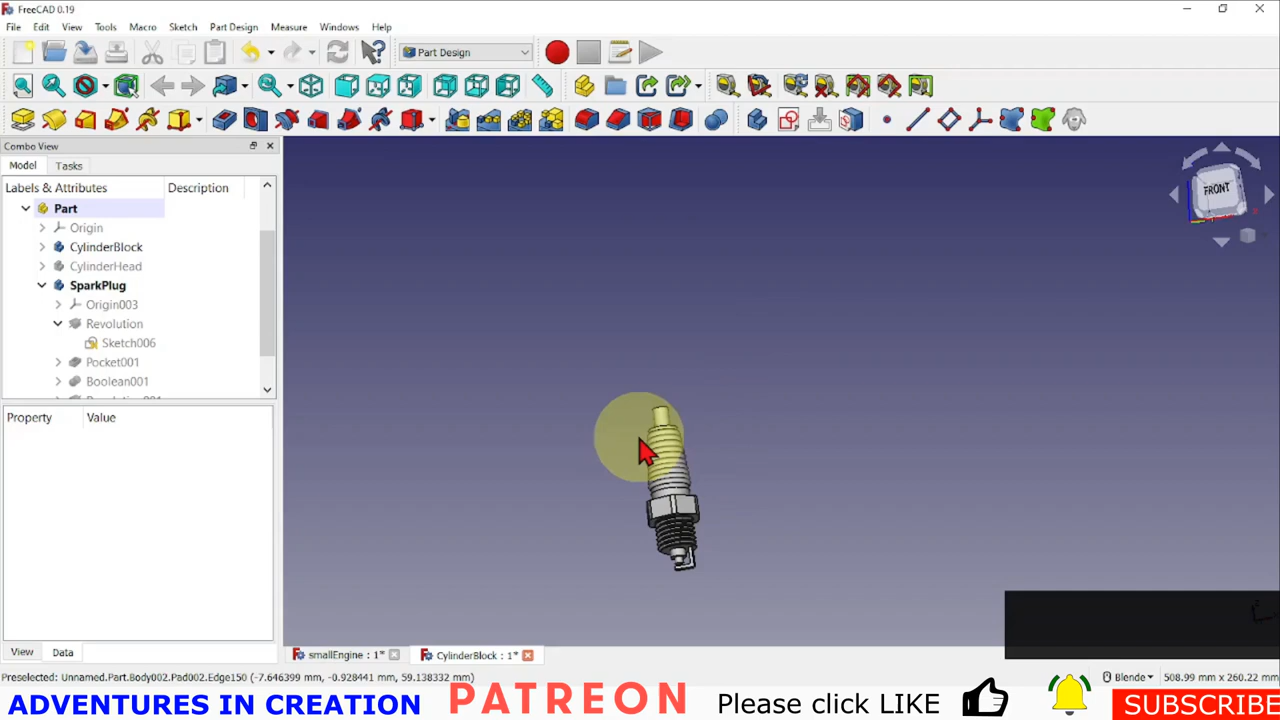 FreeCAD 0.19
File Edit View Tools Macro Sketch Part Design Measure Windows Help
Part Design
Combo View
Model Tasks
Labels & Attributes Description
Part
Origin
CylinderBlock
CylinderHead
SparkPlug
Origin003
Revolution
Sketch006
Pocket001
Boolean001
Property Value
FRONT
View Data
smallEngine : 1*
CylinderBlock : 1*
Preselected: Unnamed.Part.Body002.Pad002.Edge150 (-7.646399 mm, -0.928441 mm, 59.138332 mm)
Blende
508.99 mm x 260.22 mm
ADVENTURES IN CREATION PATREON Please click LIKE SUBSCRIBE